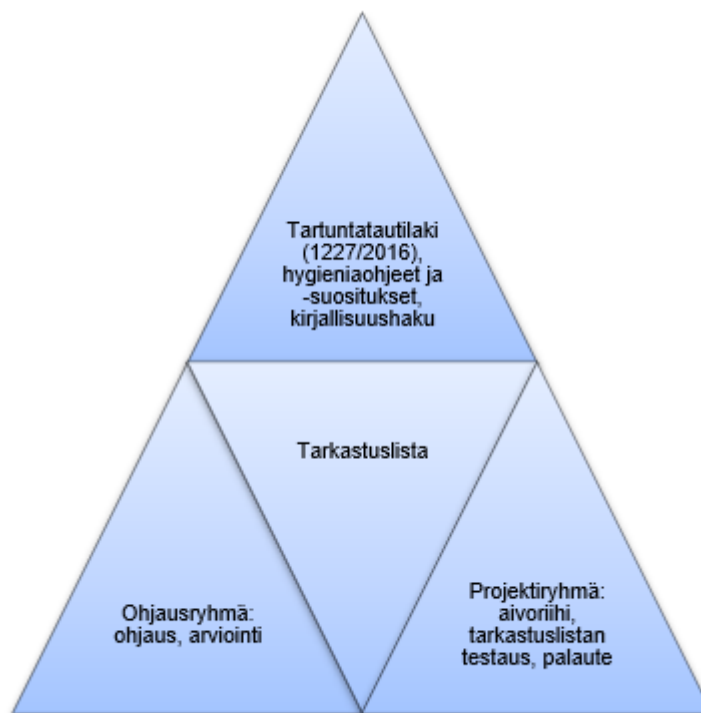 Tartuntatautilaki
(1227/2016),
hygieniaohjeet ja
-suositukset,
kirjallisuushaku
Tarkastuslista
Ohjausryhmä:
ohjaus, arviointi
Projektiryhmä:
aivoriihi,
tarkastuslistan
testaus, palaute